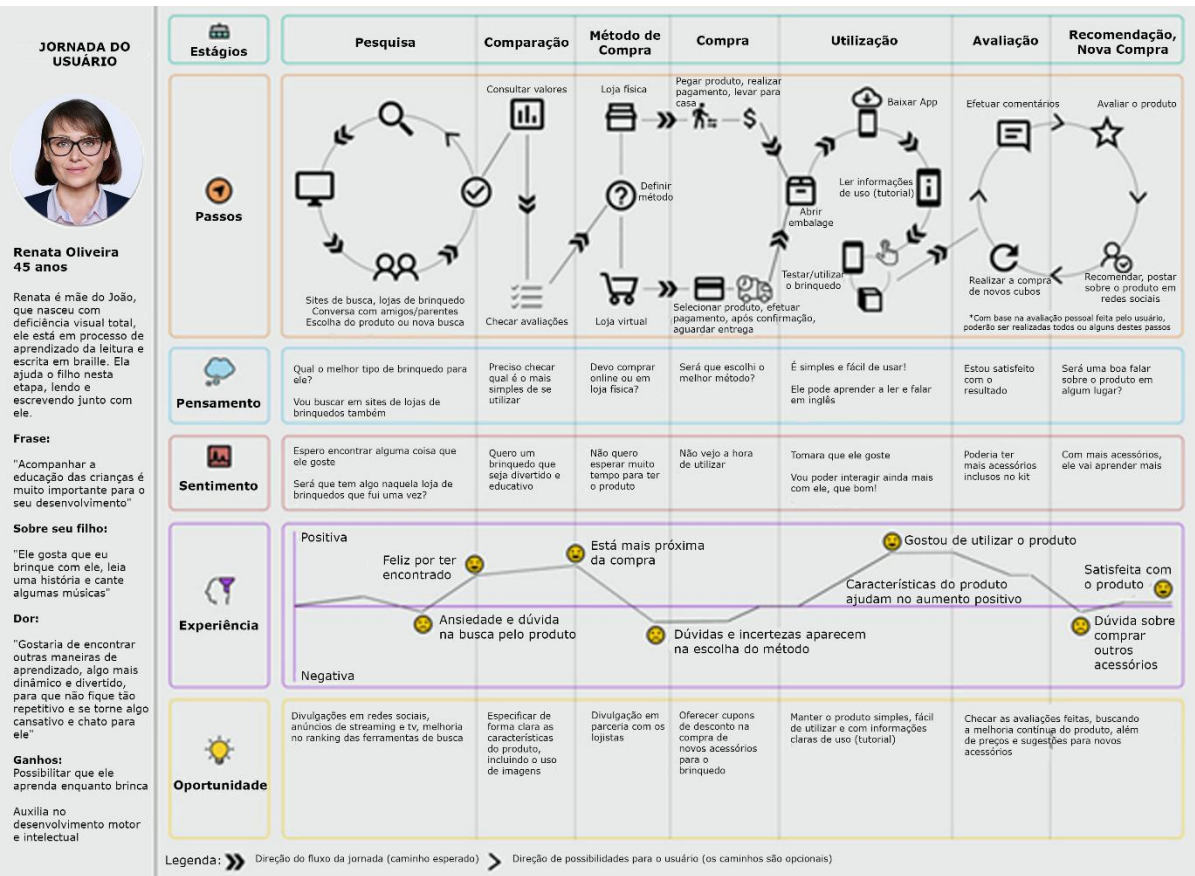 JORNADA DO
USUÁRIO
Renata Oliveira
45 anos
Renata é mãe do João,
que nasceu com
deficiência visual total,
ele está em processo de
aprendizado da leitura e
escrita em braille. Ela
ajuda o filho nesta
etapa, lendo e
escrevendo junto com
ele.
Frase:
"Acompanhar a
educação das crianças é
muito importante para o
seu desenvolvimento"
Sobre seu filho:
"Ele gosta que eu
brinque com ele, leia
uma história e cante
algumas músicas"
Dor:
"Gostaria de encontrar
outras maneiras de
aprendizado, algo mais
dinâmico e divertido,
para que não fique tão
repetitivo e se torne algo
cansativo e chato para
ele"
Ganhos:
Possibilitar que ele
aprenda enquanto brinca
Auxilia no
desenvolvimento motor
e intelectual
Estágios
Pesquisa
Comparação
Método de
Compra
Compra
Utilização
Avaliação
Recomendação,
Nova Compra
Passos
Sites de busca, lojas de brinquedo
Conversa com amigos/parentes
Escolha do produto ou nova busca
Consultar valores
Checar avaliações
Loja física
Definir
método
Loja virtual
Pegar produto, realizar
pagamento, levar para
casa
$
Selecionar produto, efetuar
pagamento, após confirmação,
aguardar entrega
Abrir
embalage
Baixar App
Ler informações
de uso (tutorial)
Testar/utilizar
o brinquedo
Efetuar comentários
Avaliar o produto
Realizar a compra
de novos cubos
Recomendar, postar
sobre o produto em
redes sociais
*Com base na avaliação pessoal feita pelo usuário,
poderão ser realizadas todos ou alguns destes passos
Pensamento
Qual o melhor tipo de brinquedo para
ele?
Vou buscar em sites de lojas de
brinquedos também
Preciso checar
qual é o mais
simples de se
utilizar
Devo comprar
online ou em
loja física?
Será que escolhi o
melhor método?
É simples e fácil de usar!
Ele pode aprender a ler e falar
em inglês
Estou satisfeito
com o
resultado
Será uma boa falar
sobre o produto em
algum lugar?
Sentimento
Espero encontrar alguma coisa que
ele goste
Será que tem algo naquela loja de
brinquedos que fui uma vez?
Quero um
brinquedo que
seja divertido e
educativo
Não quero
esperar muito
tempo para ter
o produto
Não vejo a hora
de utilizar
Tomara que ele goste
Vou poder interagir ainda mais
com ele, que bom!
Poderia ter
mais acessórios
inclusos no kit
Com mais acessórios,
ele vai aprender mais
Experiência
Positiva
Negativa
Feliz por ter
encontrado
Ansiedade e dúvida
na busca pelo produto
Está mais próxima
da compra
Dúvidas e incertezas aparecem
na escolha do método
Gostou de utilizar o produto
Características do produto
ajudam no aumento positivo
Satisfeita com
o produto
Dúvida sobre
comprar
outros
acessórios
Oportunidade
Divulgações em redes sociais,
anúncios de streaming e tv, melhoria
no ranking das ferramentas de busca
Especificar de
forma clara as
características
do produto,
incluindo o uso
de imagens
Divulgação em
parceria com os
lojistas
Oferecer cupons
de desconto na
compra de
novos acessórios
para o
brinquedo
Manter o produto simples, fácil
de utilizar e com informações
claras de uso (tutorial)
Checar as avaliações feitas, buscando
a melhoria contínua do produto, além
de preços e sugestões para novos
acessórios
Legenda: Direção do fluxo da jornada (caminho esperado) Direção de possibilidades para o usuário (os caminhos são opcionais)